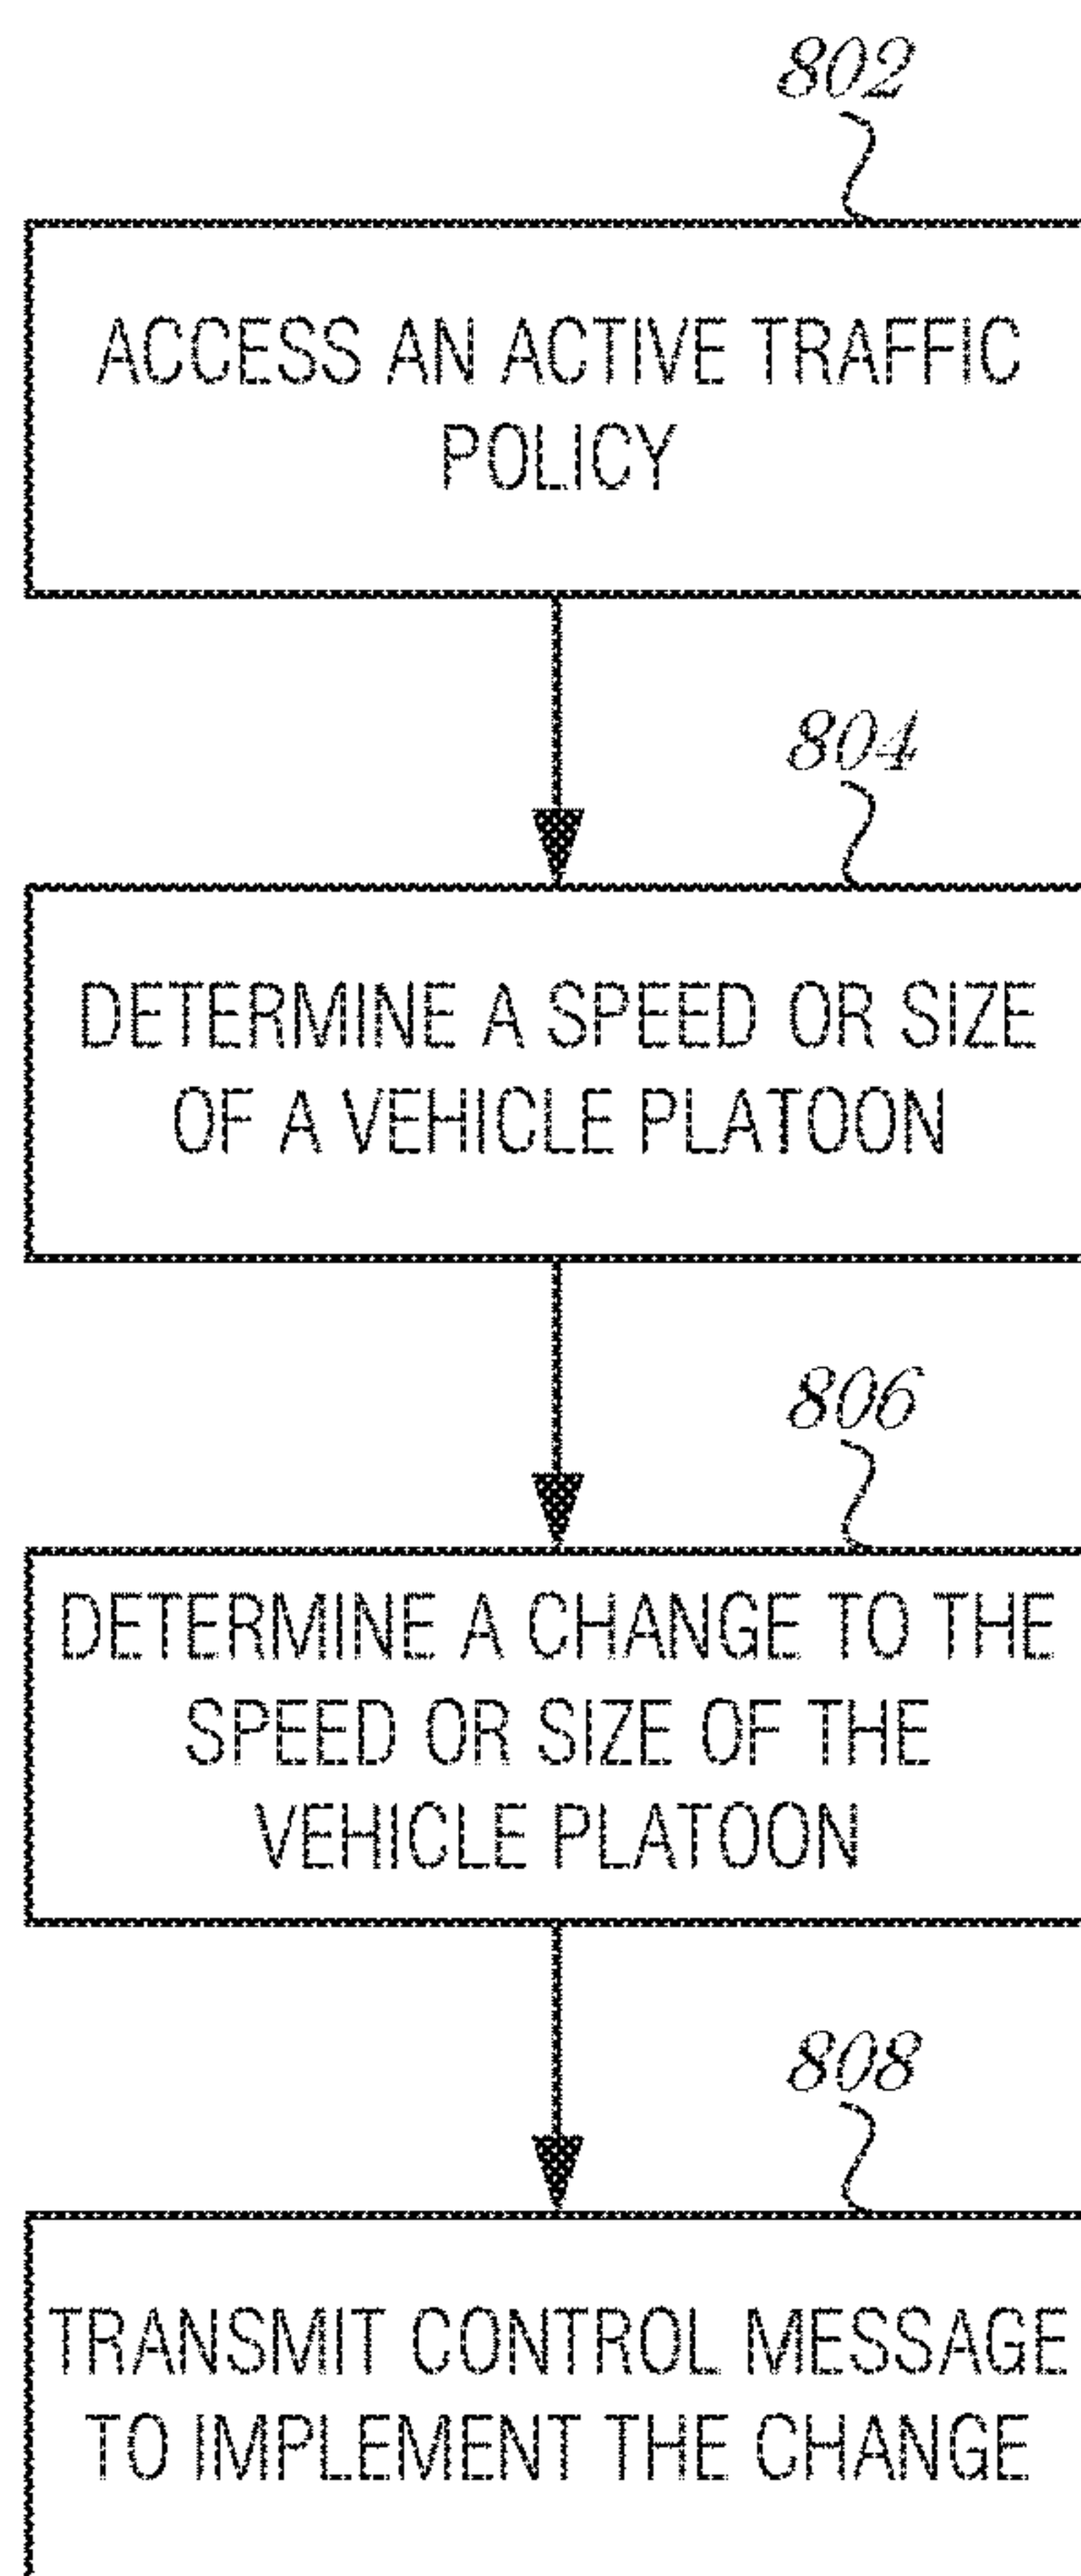 802
ACCESS AN ACTIVE TRAFFIC
POLICY
804
DETERMINE A SPEED OR SIZE
OF A VEHICLE PLATOON
806
DETERMINE A CHANGE TO THE
SPEED OR SIZE OF THE
VEHICLE PLATOON
808
TRANSMIT CONTROL MESSAGE
TO IMPLEMENT THE CHANGE